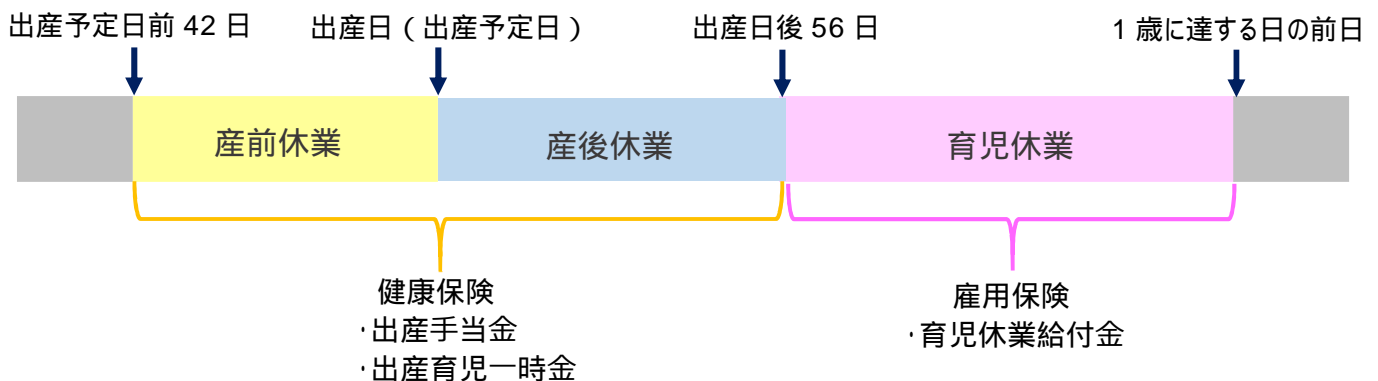 出産予定日前 42 日
出産日（出産予定日）
出産日後 56 日
1 歳に達する日の前日
産前休業
産後休業
育児休業
健康保険
・出産手当金
・出産育児一時金
雇用保険
・育児休業給付金